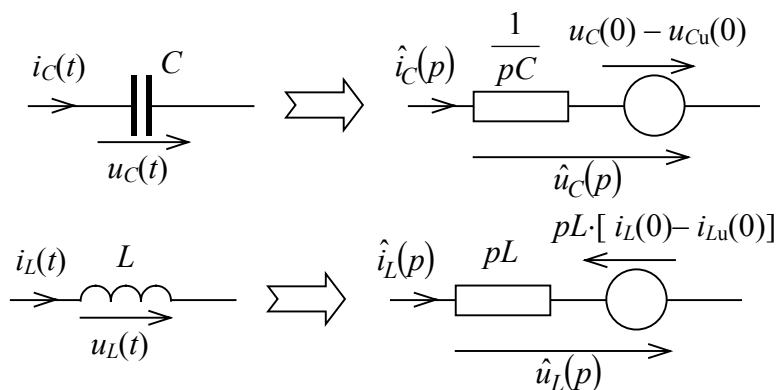 i_C(t)
C
u_C(t)
î_C(p)
1
pC
u_C(0) – u_Cu(0)
û_C(p)
i_L(t)
L
u_L(t)
î_L(p)
pL
pL·[ i_L(0)– i_Lu(0)]
û_L(p)